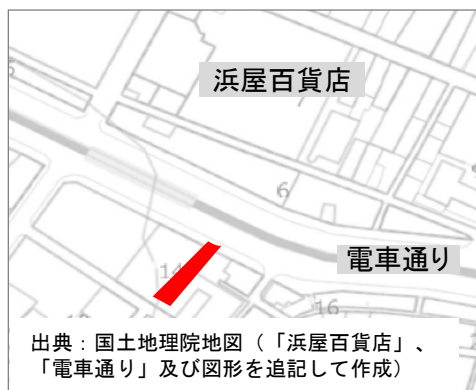 浜屋百貨店
6
電車通り
14
16
出典：国土地理院地図（「浜屋百貨店」、
「電車通り」及び図形を追記して作成）